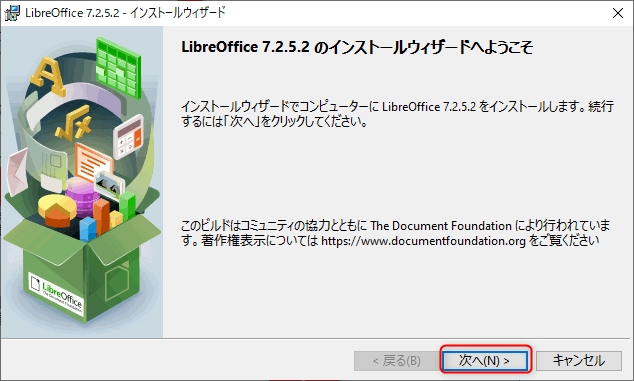 LibreOffice 7.2.5.2 - インストールウィザード
LibreOffice 7.2.5.2 のインストールウィザードへようこそ
インストールウィザードでコンピューターに LibreOffice 7.2.5.2 をインストールします。続行
するには「次へ」をクリックしてください。
このビルドはコミュニティの協力とともに The Document Foundation により行われていま
す。著作権表示については https://www.documentfoundation.org をご覧ください
LibreOffice
The Document Foundation
< 戻る(B)
次へ(N) >
キャンセル